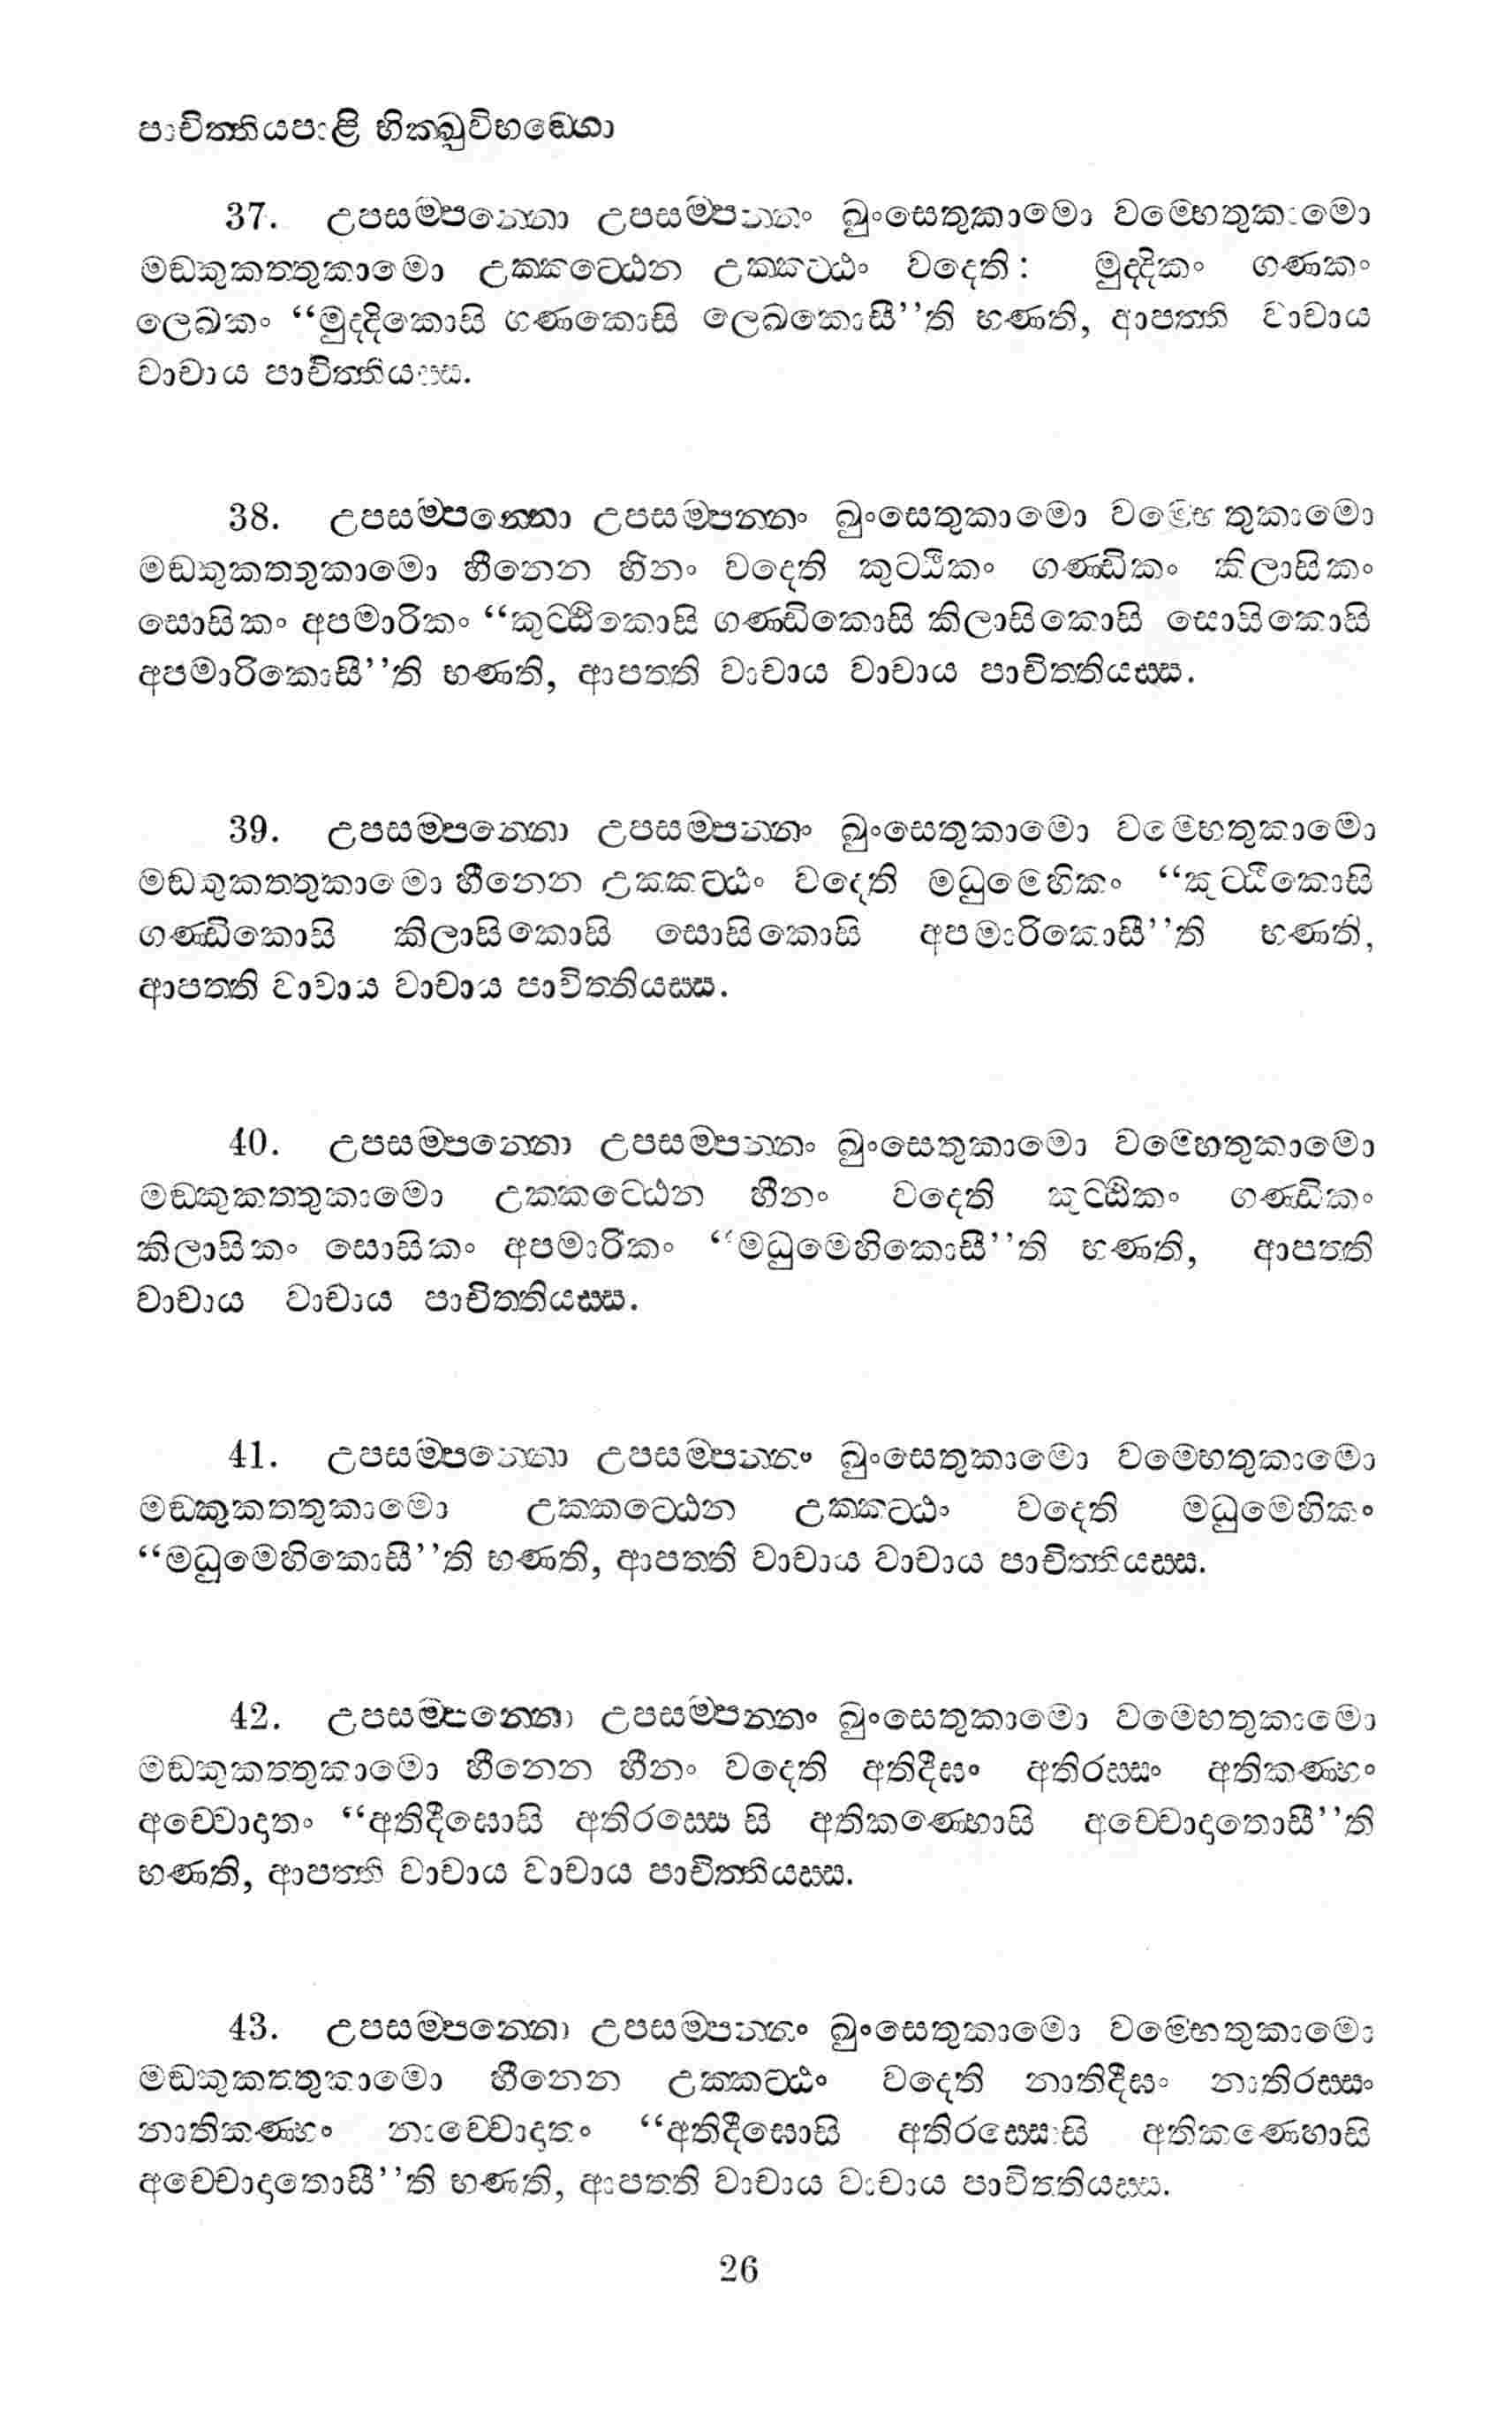 පාචිත්තියපාළි භික්ඛුවිභඞ්ගො
37. උපසම්පන්නො උපසම්පන්නං ඛුංසෙතුකාමො වම්භෙතුකාමො
මඞ්කුකත්තුකාමො උක්කට්ඨෙන උක්කට්ඨං වදෙති: මුද්දිකං ගණකං
ලෙඛකං “මුද්දිකොසි ගණකොසි ලෙඛකොසී”ති භණති, ආපත්ති වාචාය
වාචාය පාචිත්තියස්ස.
38. උපසම්පන්නො උපසම්පන්නං ඛුංසෙතුකාමො වම්භෙතුකාමො
මඞ්කුකත්තුකාමො හීනෙන හීනං වදෙති කුට්ඨිකං ගණ්ඩිකං කිලාසිකං
සොසිකං අපමාරිකං “කුට්ඨිකොසි ගණ්ඩිකොසි කිලාසිකොසි සොසිකොසි
අපමාරිකොසී”ති භණති, ආපත්ති වාචාය වාචාය පාචිත්තියස්ස.
39. උපසම්පන්නො උපසම්පන්නං ඛුංසෙතුකාමො වම්භෙතුකාමො
මඞ්කුකත්තුකාමො හීනෙන උක්කට්ඨං වදෙති මධුමෙහිකං “කුට්ඨිකොසි
ගණ්ඩිකොසි කිලාසිකොසි සොසිකොසි අපමාරිකොසී”ති භණති,
ආපත්ති වාචාය වාචාය පාචිත්තියස්ස.
40. උපසම්පන්නො උපසම්පන්නං ඛුංසෙතුකාමො වම්භෙතුකාමො
මඞ්කුකත්තුකාමො උක්කට්ඨෙන හීනං වදෙති කුට්ඨිකං ගණ්ඩිකං
කිලාසිකං සොසිකං අපමාරිකං “මධුමෙහිකොසී”ති භණති, ආපත්ති
වාචාය වාචාය පාචිත්තියස්ස.
41. උපසම්පන්නො උපසම්පන්නං ඛුංසෙතුකාමො වම්භෙතුකාමො
මඞ්කුකත්තුකාමො උක්කට්ඨෙන උක්කට්ඨං වදෙති මධුමෙහිකං
“මධුමෙහිකොසී”ති භණති, ආපත්ති වාචාය වාචාය පාචිත්තියස්ස.
42. උපසම්පන්නො උපසම්පන්නං ඛුංසෙතුකාමො වම්භෙතුකාමො
මඞ්කුකත්තුකාමො හීනෙන හීනං වදෙති අතිදීඝං අතිරස්සං අතිකණ්හං
අච්චොදාතං “අතිදීඝොසි අතිරස්සොසි අතිකණ්හොසි අච්චොදාතොසී”ති
භණති, ආපත්ති වාචාය වාචාය පාචිත්තියස්ස.
43. උපසම්පන්නො උපසම්පන්නං ඛුංසෙතුකාමො වම්භෙතුකාමො
මඞ්කුකත්තුකාමො හීනෙන උක්කට්ඨං වදෙති නාතිදීඝං නාතිරස්සං
නාතිකණ්හං නාච්චොදාතං “අතිදීඝොසි අතිරස්සොසි අතිකණ්හොසි
අච්චොදාතොසී”ති භණති, ආපත්ති වාචාය වාචාය පාචිත්තියස්ස.
26